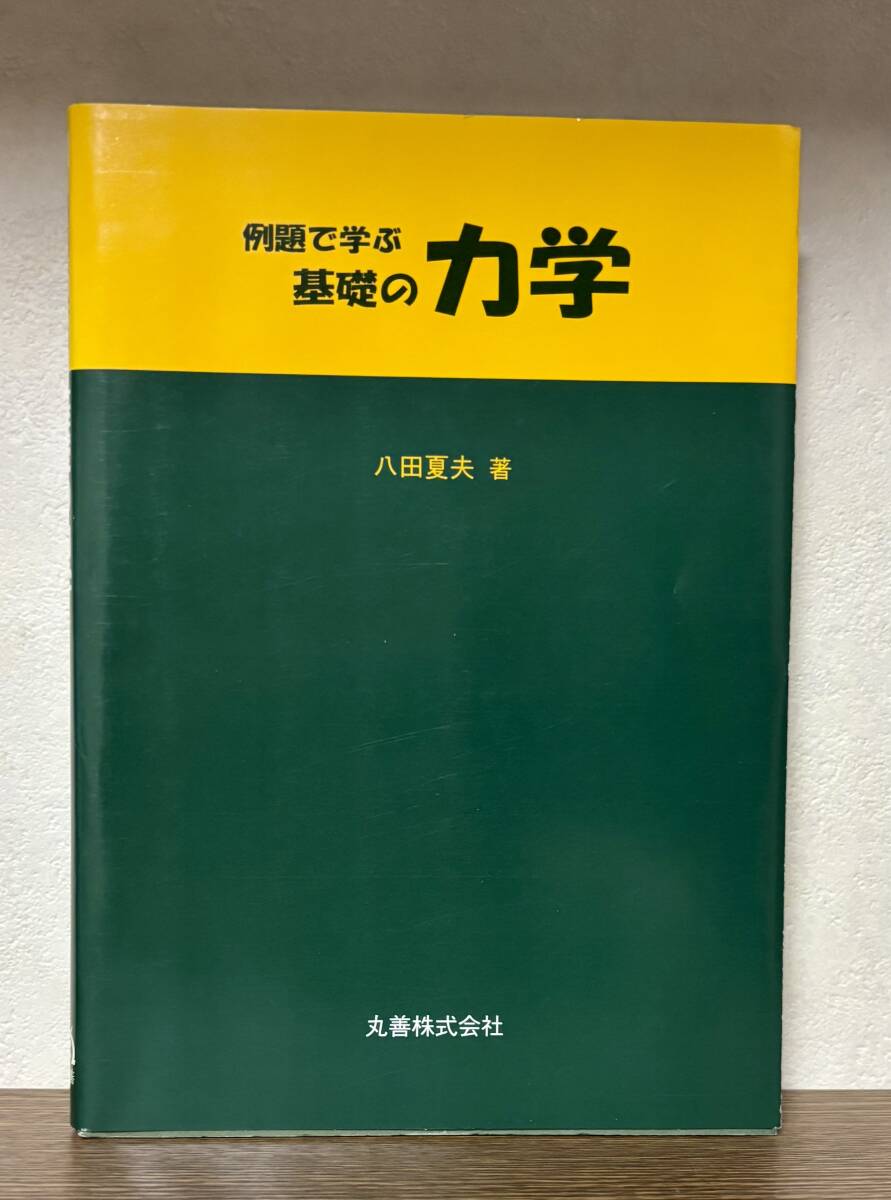 例題で学ぶ
基礎の力学
八田夏夫 著
丸善株式会社